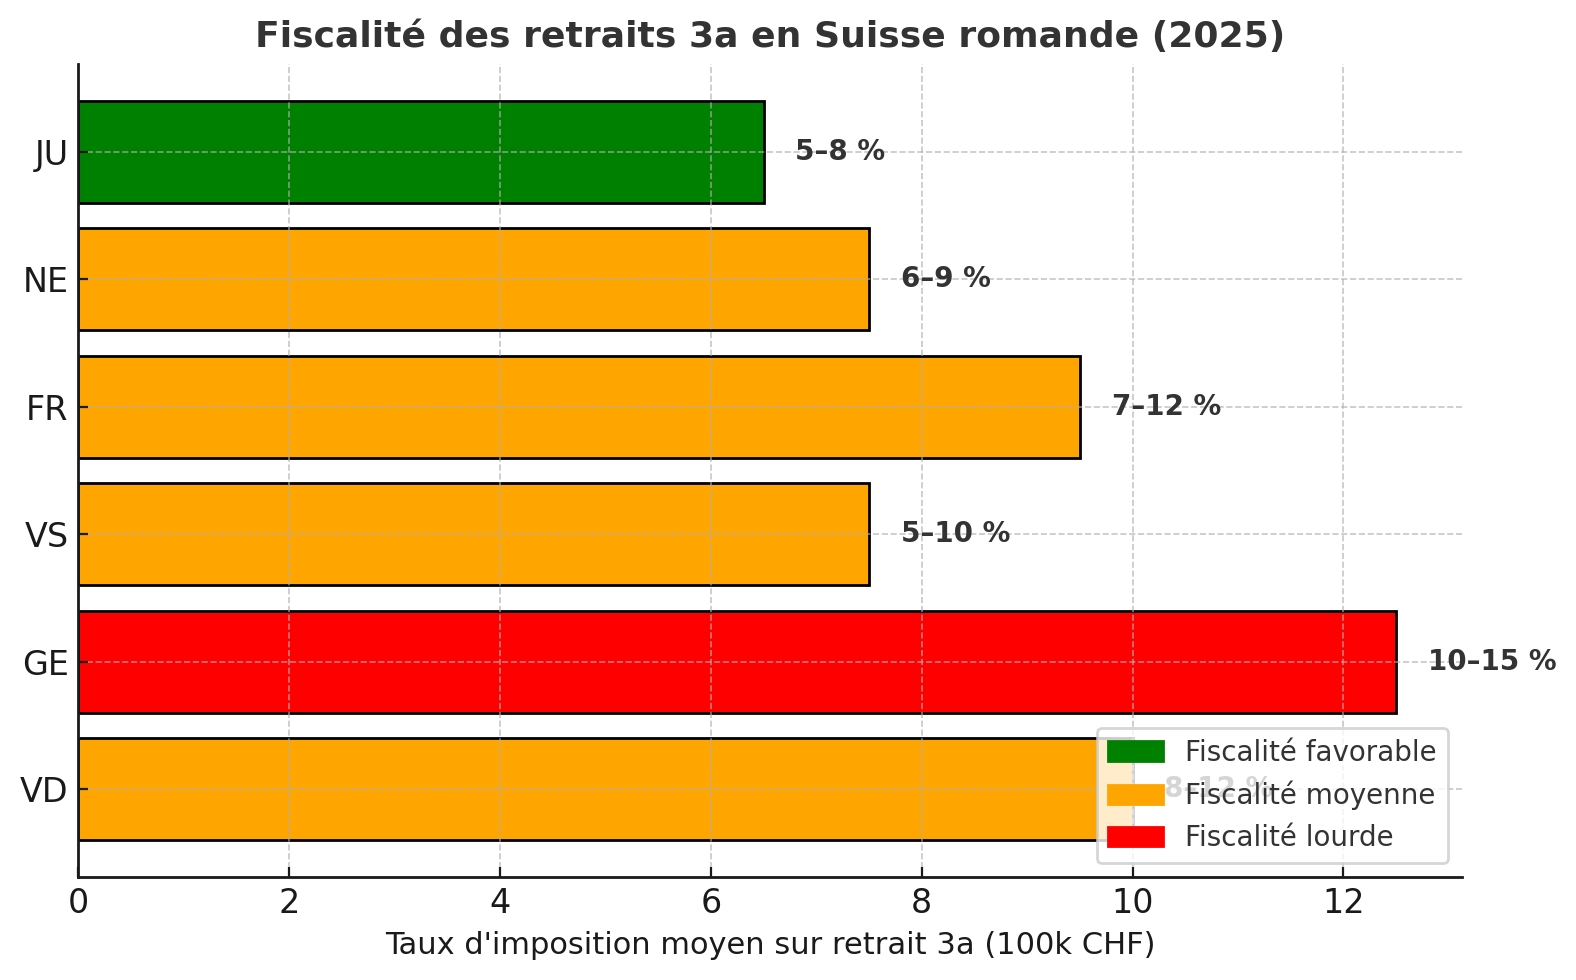 Fiscalité des retraits 3a en Suisse romande (2025)
JU
5–8 %
NE
6–9 %
FR
7–12 %
VS
5–10 %
GE
10–15 %
VD
8–12 %
Fiscalité favorable
Fiscalité moyenne
Fiscalité lourde
0 2 4 6 8 10 12
Taux d'imposition moyen sur retrait 3a (100k CHF)